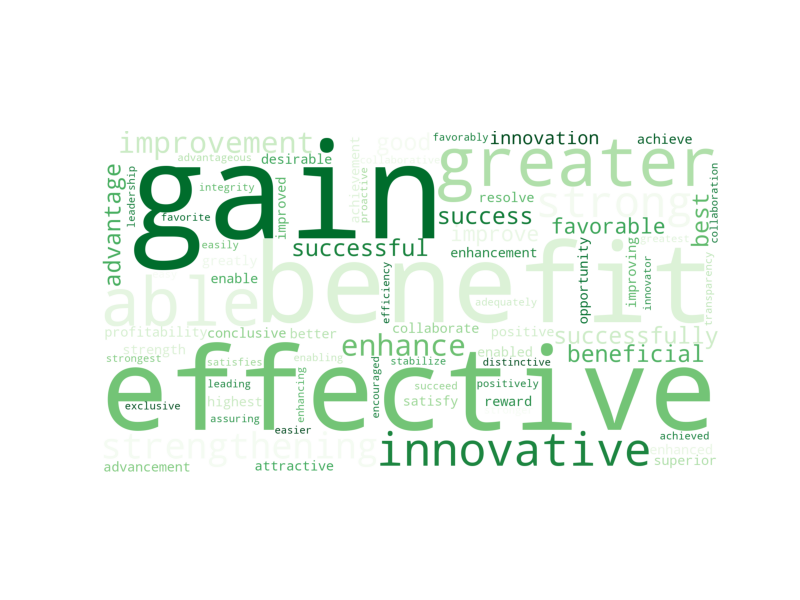 improvement
good
favorably
innovation
achieve
advantageous
desirable
achievement
collaborative
greater
gain
advantage
leadership
integrity
improved
proactive
resolve
strong
best
collaboration
favorite
success
favorable
easily
successful
improve
enhancement
greatest
greatly
enable
benefit
efficiency
opportunity
improving
innovator
transparency
able
adequately
profitability
conclusive
better
collaborate
positive
successfully
strength
enhance
enabled
beneficial
strongest
satisfies
enabling
stabilize
distinctive
effective
leading
enhancing
encouraged
succeed
positively
exclusive
highest
satisfy
reward
assuring
easier
strengthening
innovative
achieved
enhanced
advancement
attractive
superior